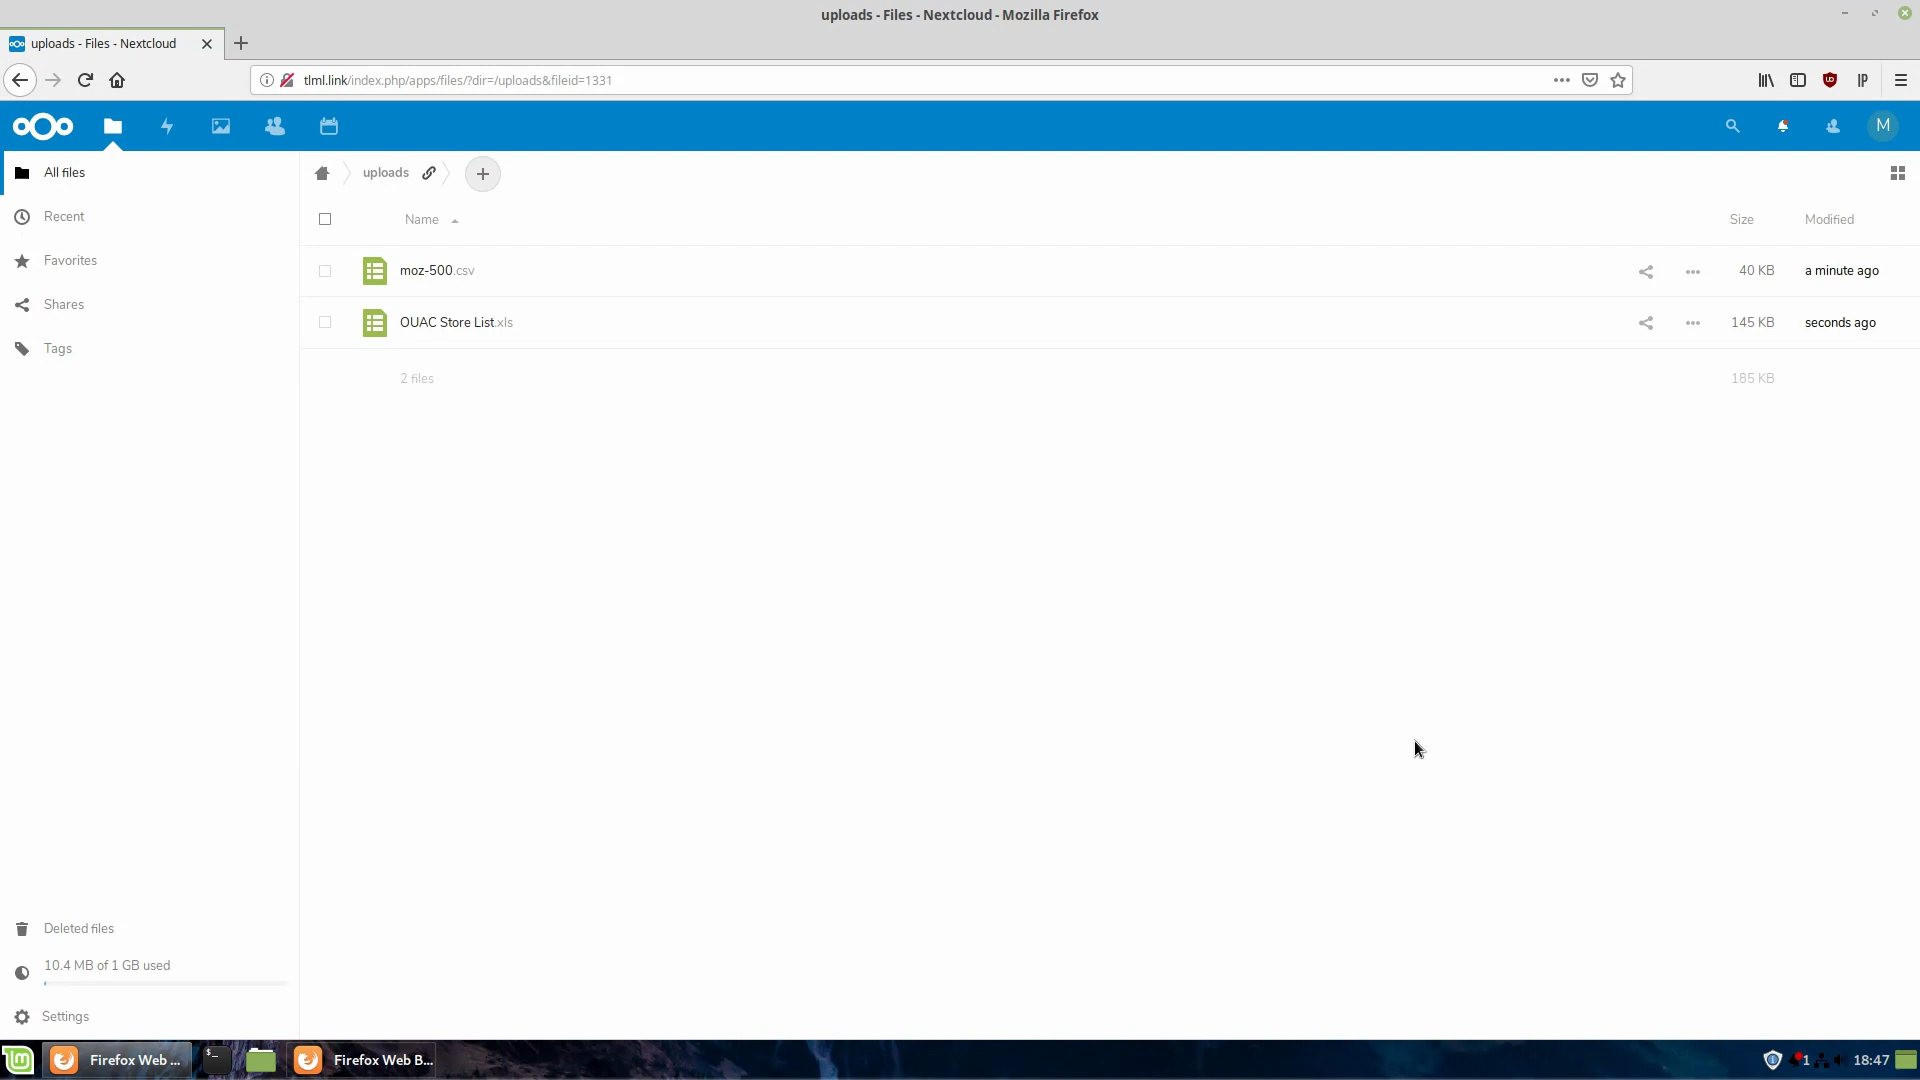 uploads - Files - Nextcloud - Mozilla Firefox
uploads - Files - Nextcloud
tlml.link/index.php/apps/files/?dir=/uploads&fileid=1331
M
All files
Recent
Favorites
Shares
Tags
uploads
Name
Size
Modified
moz-500.csv
40 KB
a minute ago
OUAC Store List.xls
145 KB
seconds ago
2 files
185 KB
Deleted files
10.4 MB of 1 GB used
Settings
Firefox Web ...
Firefox Web B...
1
18:47